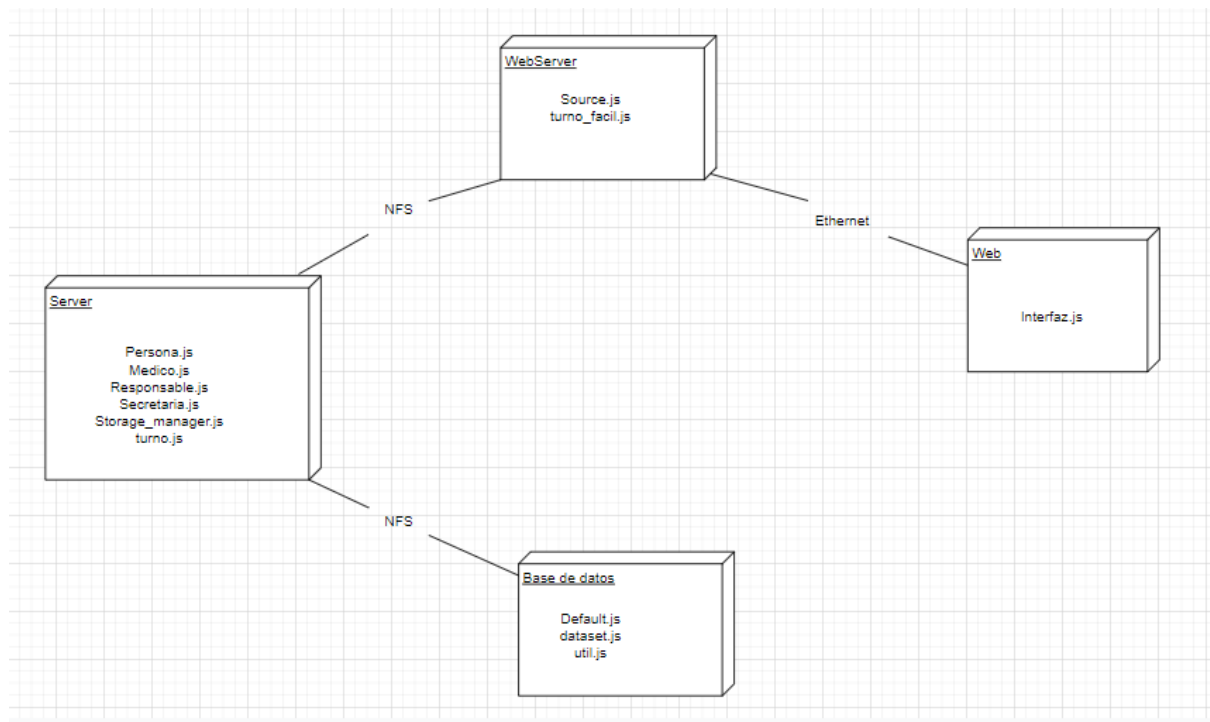 WebServer
Source.js
turno_facil.js
NFS
Ethernet
Web
Interfaz.js
Server
Persona.js
Medico.js
Responsable.js
Secretaria.js
Storage_manager.js
turno.js
NFS
Base de datos
Default.js
dataset.js
util.js